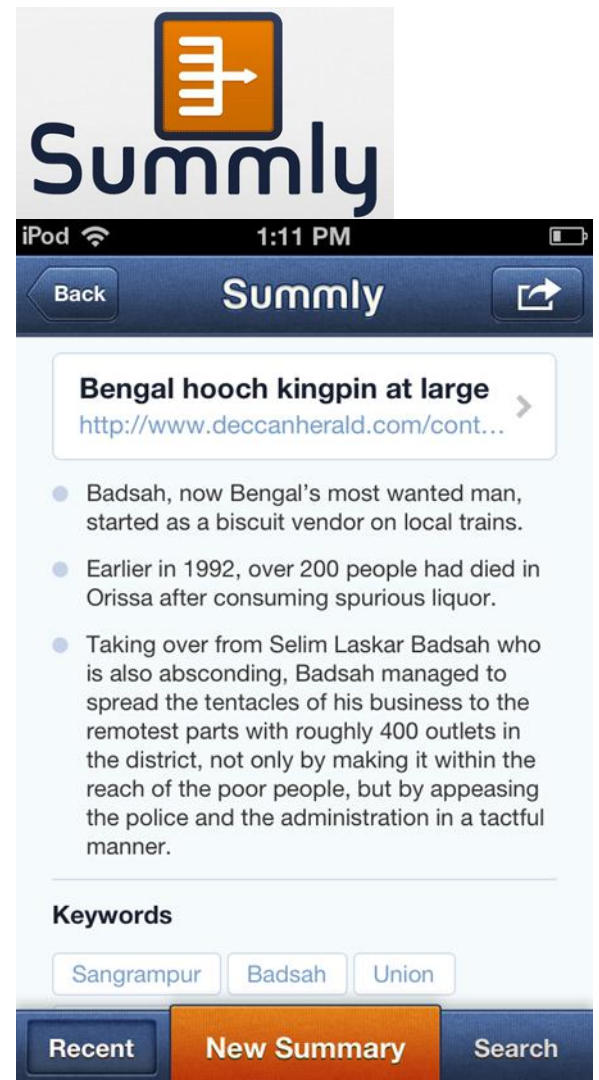 Summly
iPod 1:11 PM
Back Summly
Bengal hooch kingpin at large
http://www.deccanherald.com/cont...
Badsah, now Bengal's most wanted man,
started as a biscuit vendor on local trains.
Earlier in 1992, over 200 people had died in
Orissa after consuming spurious liquor.
Taking over from Selim Laskar Badsah who
is also absconding, Badsah managed to
spread the tentacles of his business to the
remotest parts with roughly 400 outlets in
the district, not only by making it within the
reach of the poor people, but by appeasing
the police and the administration in a tactful
manner.
Keywords
Sangrampur Badsah Union
Recent New Summary Search